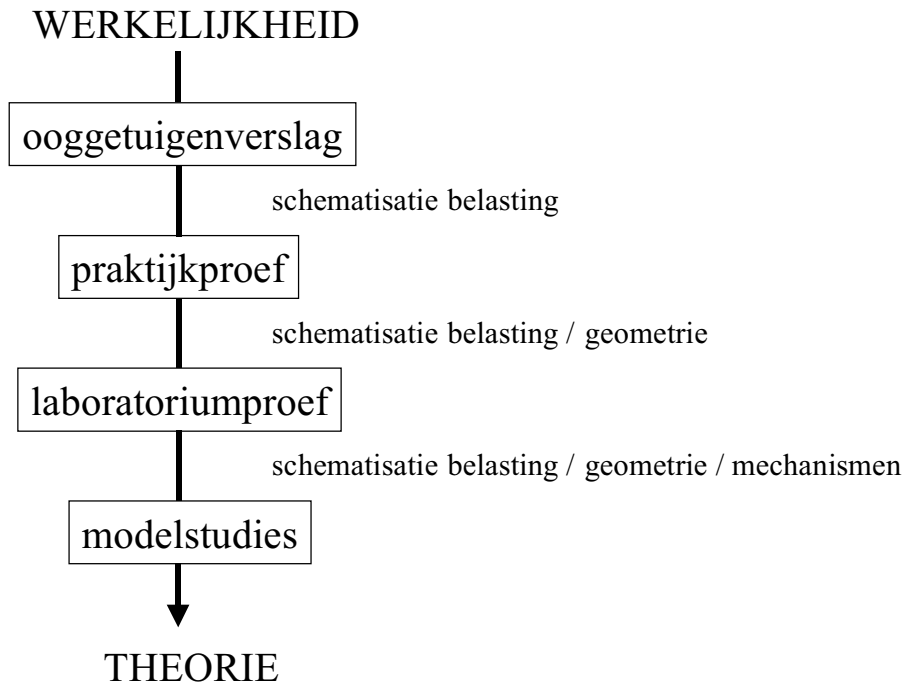 WERKELIJKHEID
ooggetuigenverslag
schematisatie belasting
praktijkproef
schematisatie belasting / geometrie
laboratoriumproef
schematisatie belasting / geometrie / mechanismen
modelstudies
THEORIE